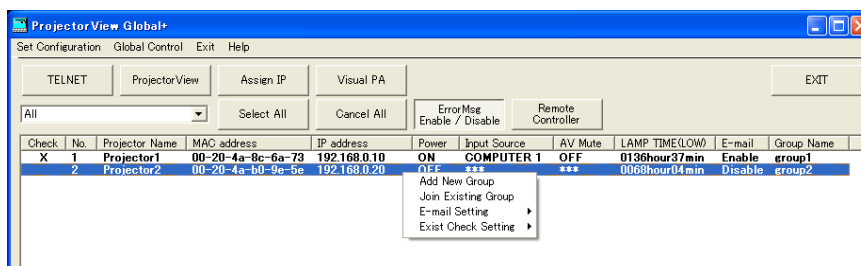 ProjectorView Global+
Set Configuration Global Control Exit Help
TELNET ProjectorView Assign IP Visual PA EXIT
All Select All Cancel All ErrorMsg Enable / Disable Remote Controller
Check No. Projector Name MAC address IP address Power Input Source AV Mute LAMP TIME(LOW) E-mail Group Name
X 1 Projector1 00-20-4a-8c-6a-73 192.168.0.10 ON COMPUTER 1 OFF 0136hour37min Enable group1
2 Projector2 00-20-4a-b0-9e-5e 192.168.0.20 OFF *** *** 0068hour04min Disable group2
Add New Group
Join Existing Group
E-mail Setting
Exist Check Setting